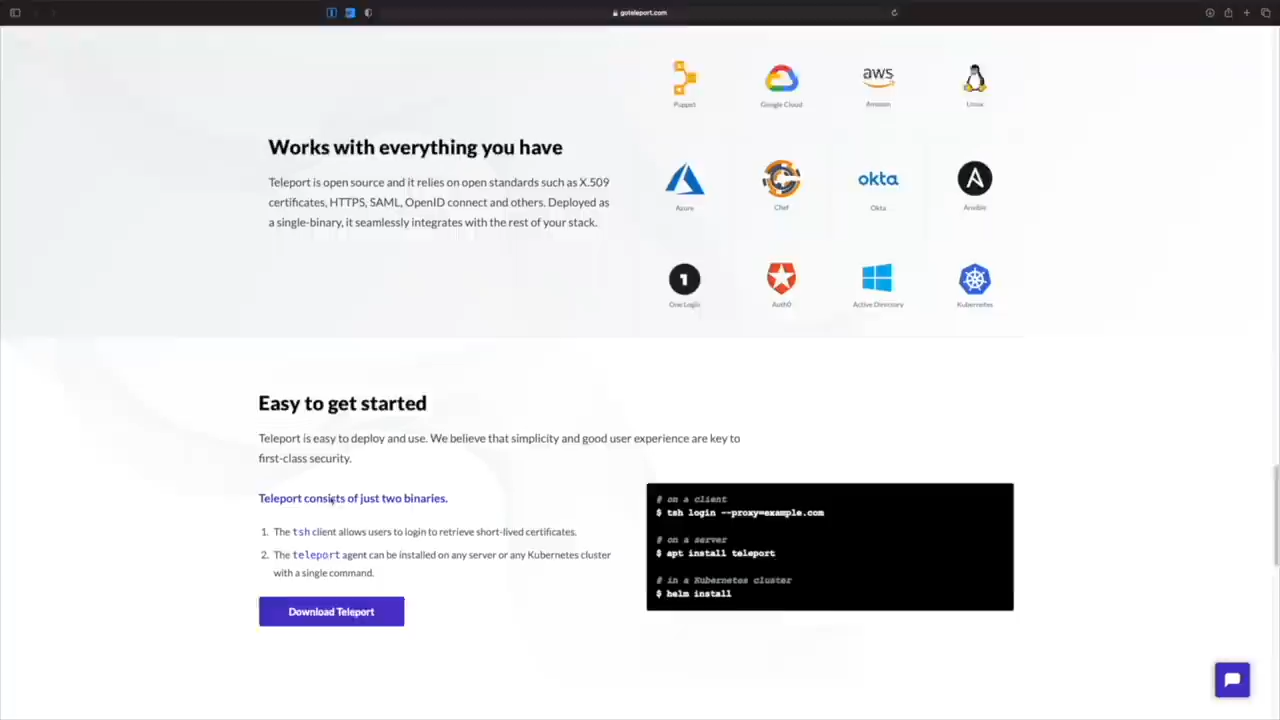 goteleport.com
Works with everything you have
Teleport is open source and it relies on open standards such as X.509
certificates, HTTPS, SAML, OpenID connect and others. Deployed as
a single-binary, it seamlessly integrates with the rest of your stack.
Puppet
Google Cloud
aws
Amazon
Linux
Azure
Chef
okta
Okta
Ansible
1
One Login
Auth0
Active Directory
Kubernetes
Easy to get started
Teleport is easy to deploy and use. We believe that simplicity and good user experience are key to
first-class security.
Teleport consists of just two binaries.
1. The tsh client allows users to login to retrieve short-lived certificates.
2. The teleport agent can be installed on any server or any Kubernetes cluster
with a single command.
Download Teleport
# on a client
$ tsh login --proxy=example.com
# on a server
$ apt install teleport
# in a Kubernetes cluster
$ helm install